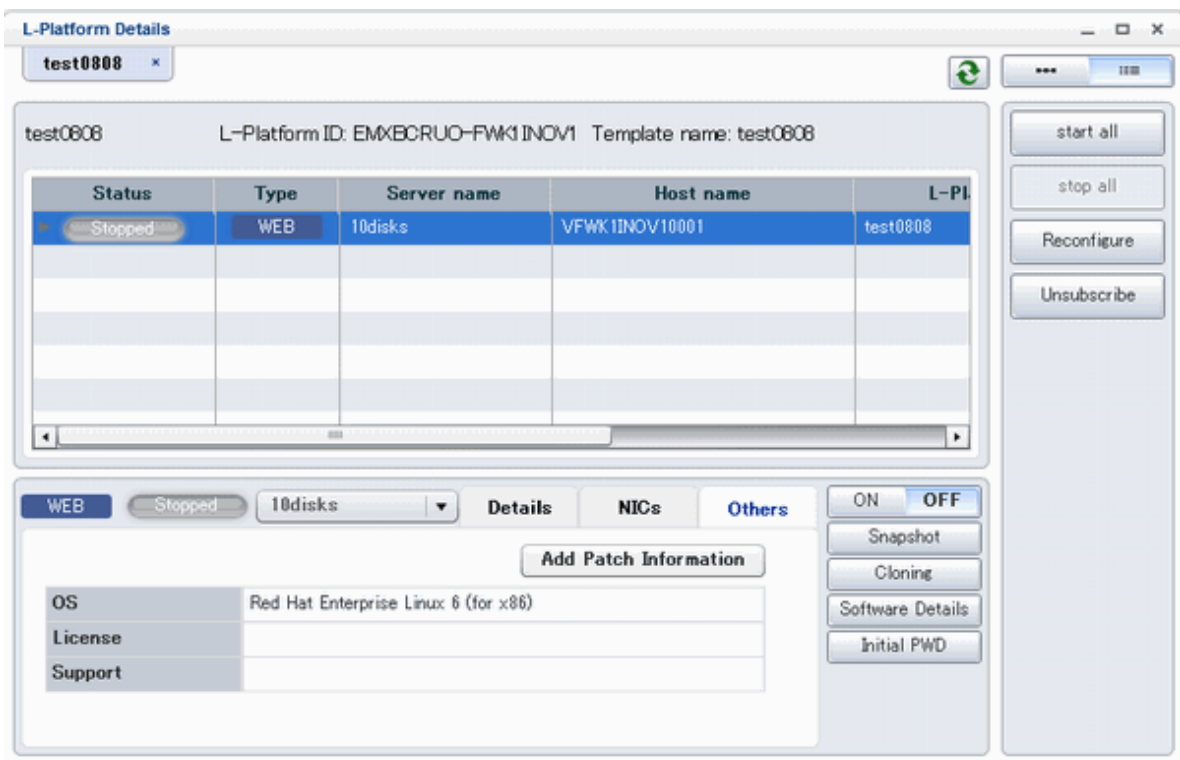 L-Platform Details
test0808 ×
test0808 L-Platform ID: EMXBCRUO-FWK1INOV1 Template name: test0808
start all
stop all
Reconfigure
Unsubscribe
Status Type Server name Host name L-Pl
Stopped WEB 10disks VFWK1INOV10001 test0808
WEB Stopped 10disks Details NICs Others
ON OFF
Snapshot
Cloning
Software Details
Initial PWD
Add Patch Information
OS Red Hat Enterprise Linux 6 (for x86)
License
Support